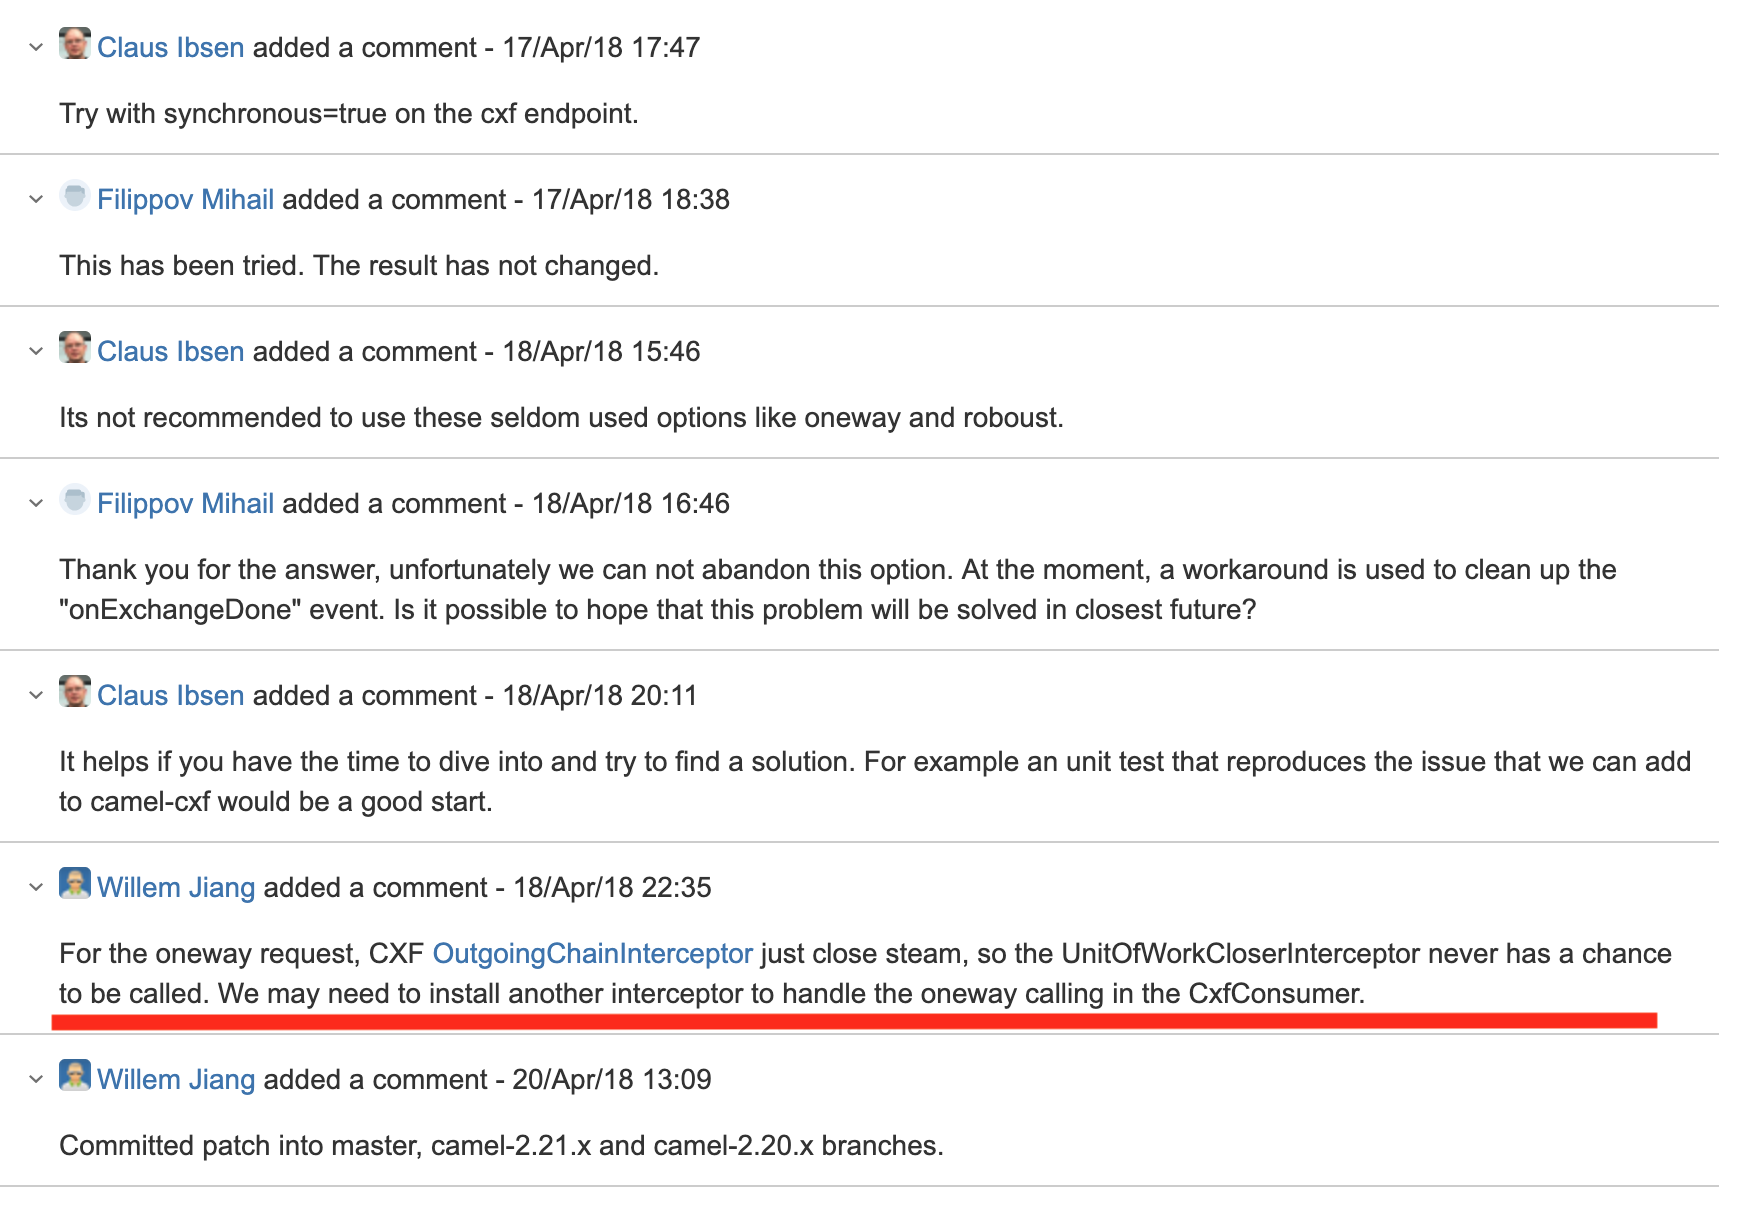 Claus Ibsen added a comment - 17/Apr/18 17:47
Try with synchronous=true on the cxf endpoint.
Filippov Mihail added a comment - 17/Apr/18 18:38
This has been tried. The result has not changed.
Claus Ibsen added a comment - 18/Apr/18 15:46
Its not recommended to use these seldom used options like oneway and roboust.
Filippov Mihail added a comment - 18/Apr/18 16:46
Thank you for the answer, unfortunately we can not abandon this option. At the moment, a workaround is used to clean up the
"onExchangeDone" event. Is it possible to hope that this problem will be solved in closest future?
Claus Ibsen added a comment - 18/Apr/18 20:11
It helps if you have the time to dive into and try to find a solution. For example an unit test that reproduces the issue that we can add
to camel-cxf would be a good start.
Willem Jiang added a comment - 18/Apr/18 22:35
For the oneway request, CXF OutgoingChainInterceptor just close steam, so the UnitOfWorkCloserInterceptor never has a chance
to be called. We may need to install another interceptor to handle the oneway calling in the CxfConsumer.
Willem Jiang added a comment - 20/Apr/18 13:09
Committed patch into master, camel-2.21.x and camel-2.20.x branches.